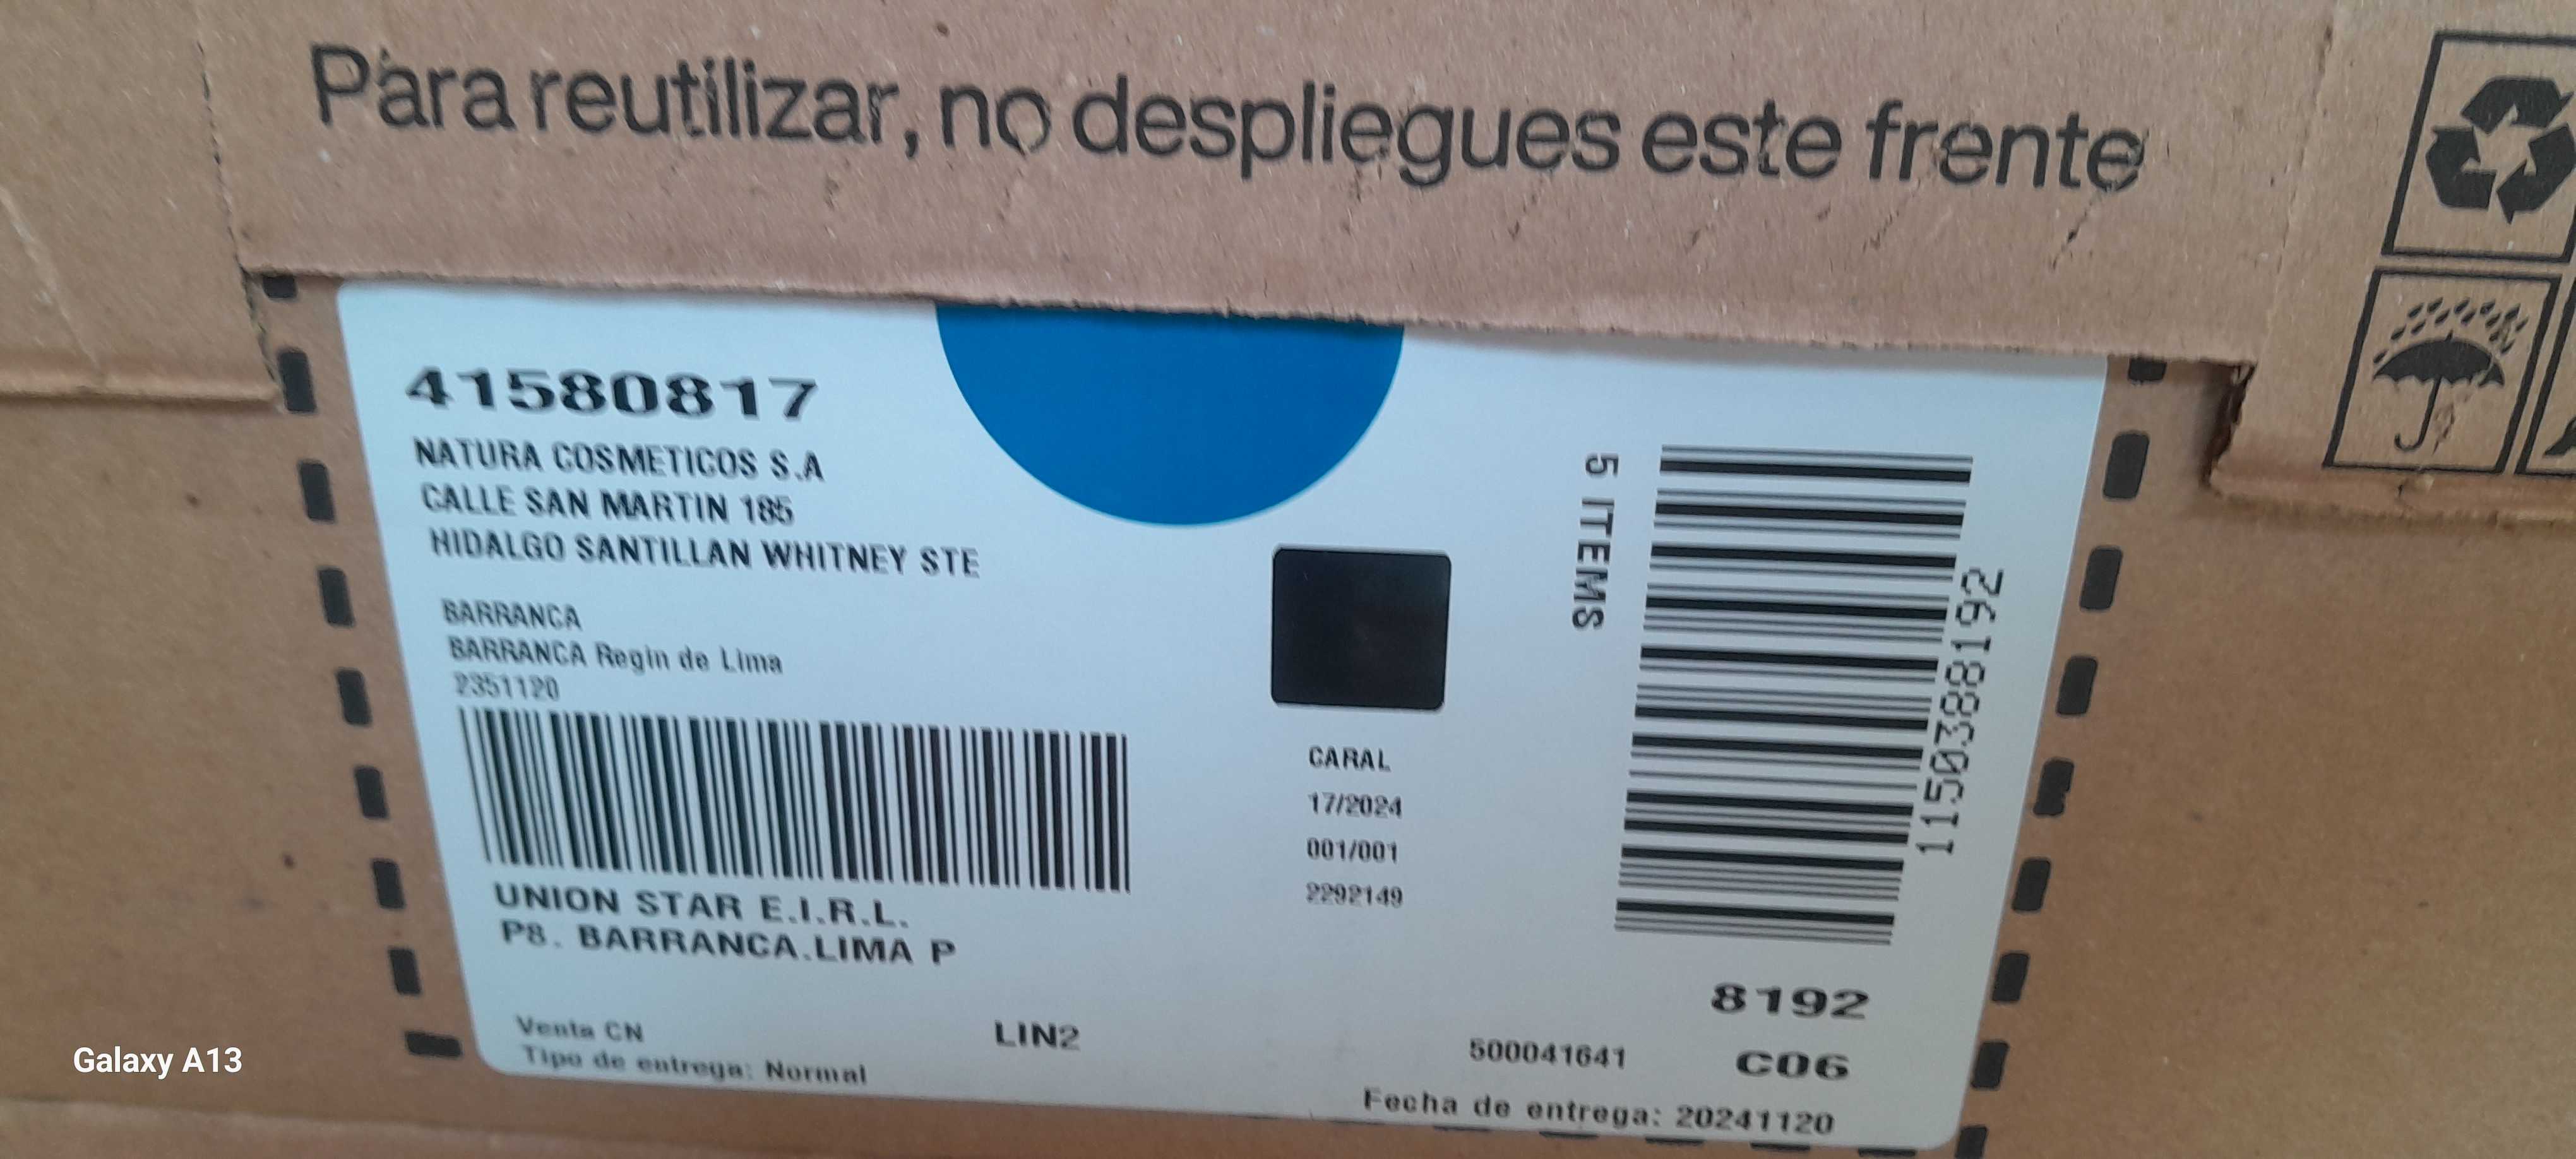 Para reutilizar, no despliegues este frente
41580817
NATURA COSMETICOS S.A
CALLE SAN MARTIN 185
HIDALGO SANTILLAN WHITNEY STE
BARRANCA
BARRANCA Regin de Lima
2351120
UNION STAR E.I.R.L.
P8. BARRANCA.LIMA P
Venta CN
Tipo de entrega: Normal
LIN2
CARAL
17/2024
001/001
2292149
5 ITEMS
11503888192
8192
500041641
C06
Fecha de entrega: 20241120
Galaxy A13